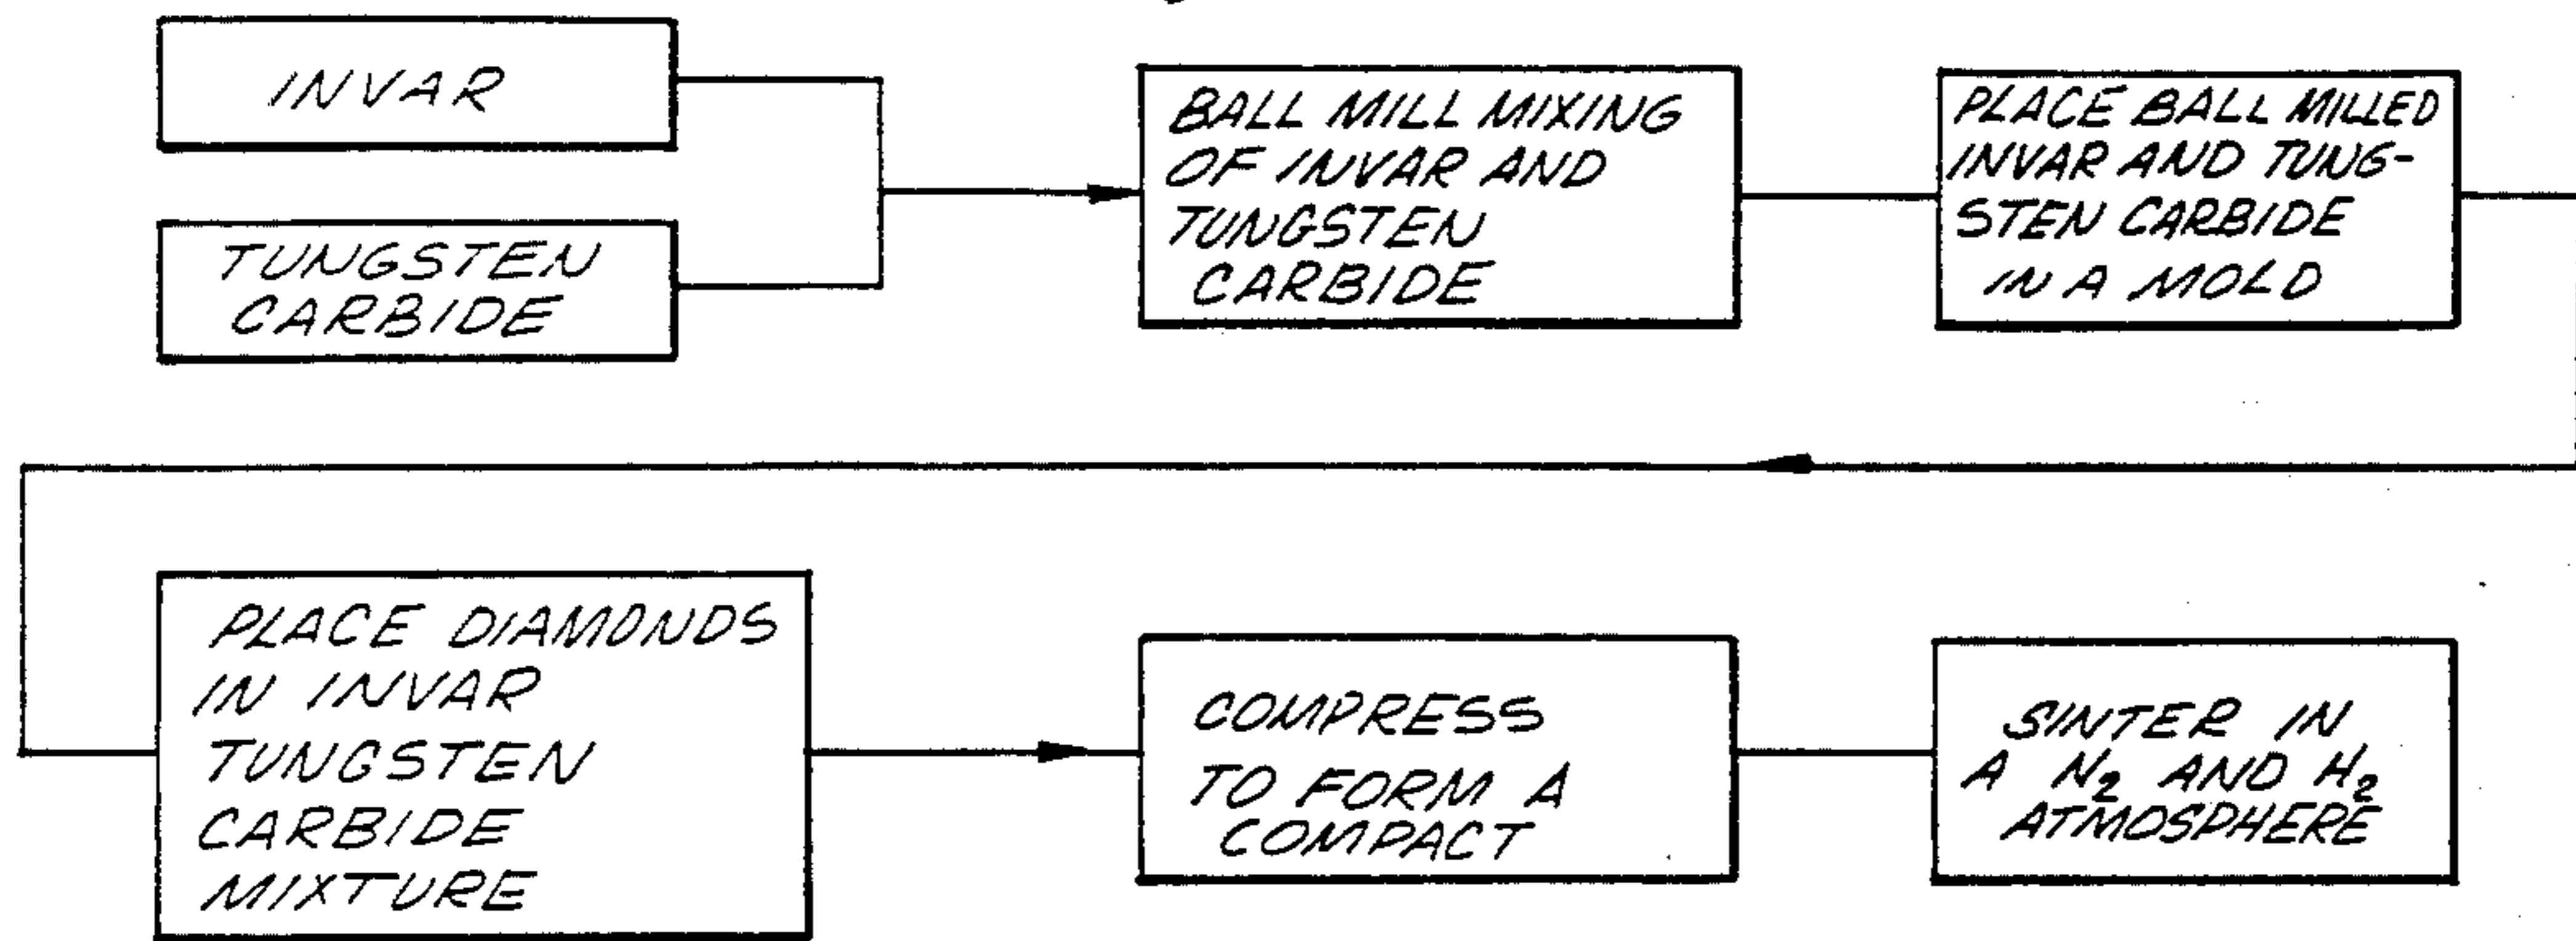 INVAR
TUNGSTEN
CARBIDE
BALL MILL MIXING
OF INVAR AND
TUNGSTEN
CARBIDE
PLACE BALL MILLED
INVAR AND TUNG-
STEN CARBIDE
IN A MOLD
PLACE DIAMONDS
IN INVAR
TUNGSTEN
CARBIDE
MIXTURE
COMPRESS
TO FORM A
COMPACT
SINTER IN
A N₂ AND H₂
ATMOSPHERE